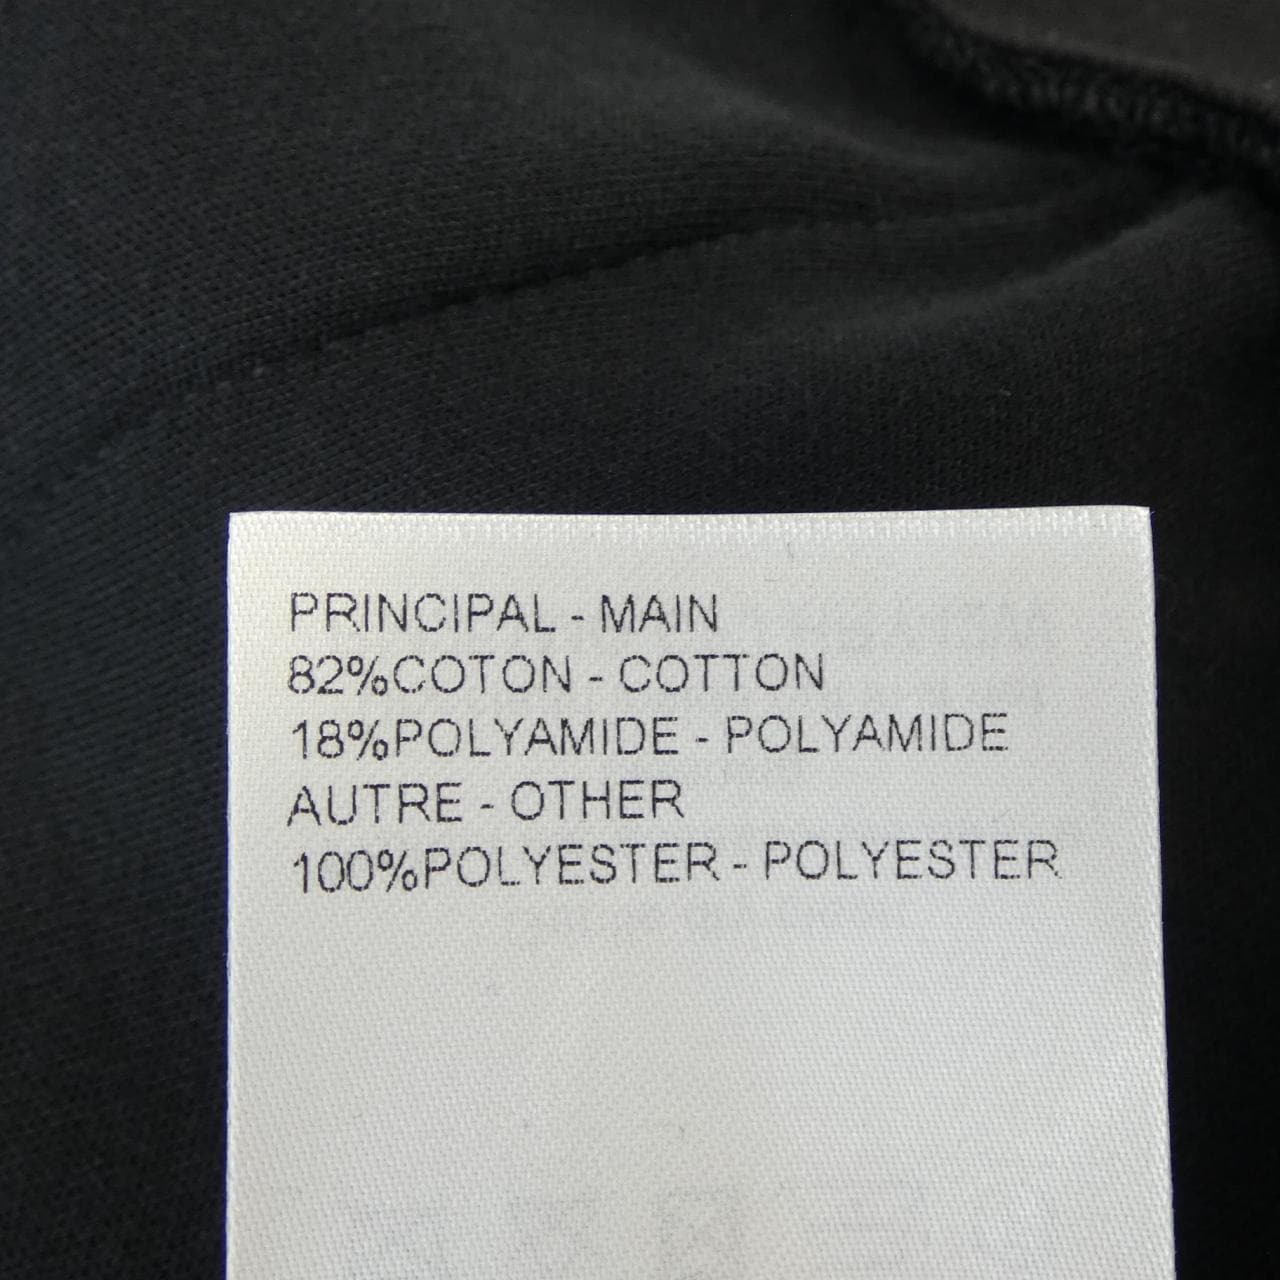 PRINCIPAL - MAIN
82%COTON - COTTON
18%POLYAMIDE - POLYAMIDE
AUTRE - OTHER
100%POLYESTER - POLYESTER